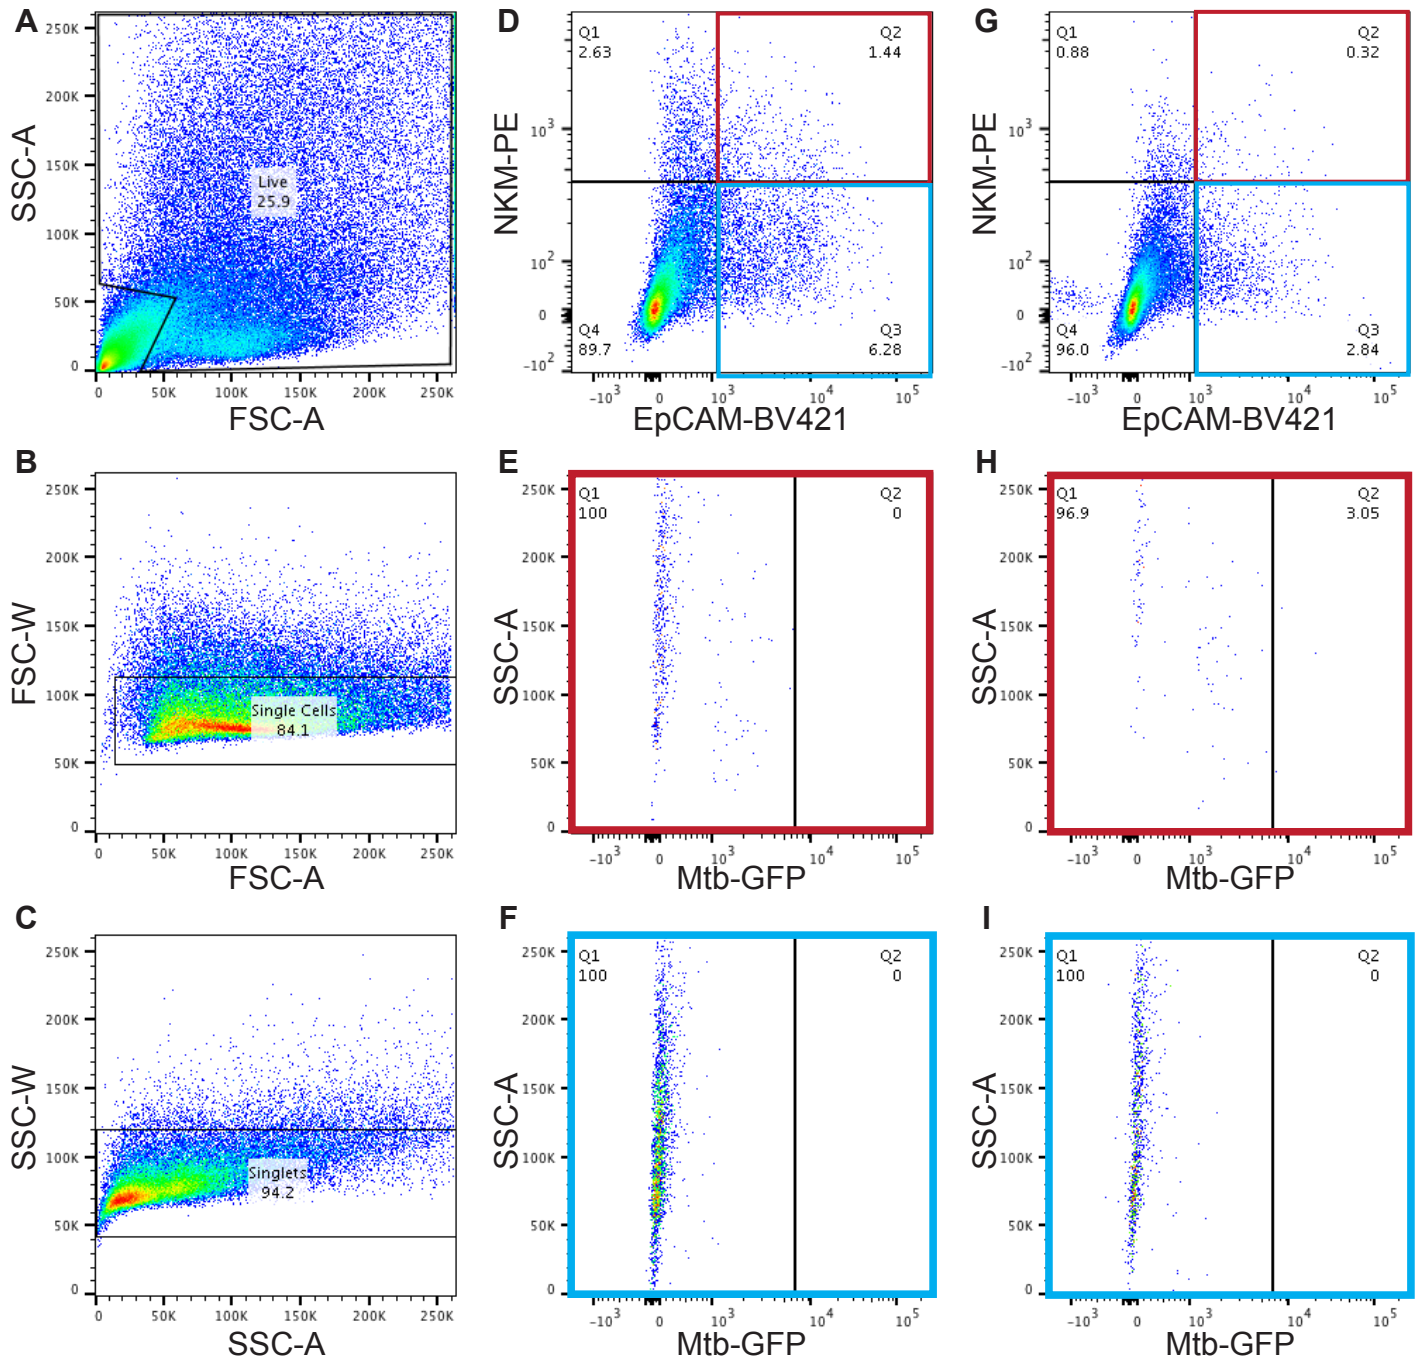 A
250K
200K
150K
100K
50K
0
SSC-A
Live
25.9
0
50K
100K
150K
200K
250K
FSC-A
D
Q1
2.63
Q2
1.44
Q4
89.7
Q3
6.28
10^3
10^2
0
-10^2
NKM-PE
-10^3
0
10^3
10^4
10^5
EpCAM-BV421
G
Q1
0.88
Q2
0.32
Q4
96.0
Q3
2.84
10^3
10^2
0
-10^2
NKM-PE
-10^3
0
10^3
10^4
10^5
EpCAM-BV421
B
250K
200K
150K
100K
50K
0
FSC-W
Single Cells
84.1
0
50K
100K
150K
200K
250K
FSC-A
E
Q1
100
Q2
0
250K
200K
150K
100K
50K
0
SSC-A
-10^3
0
10^3
10^4
10^5
Mtb-GFP
H
Q1
96.9
Q2
3.05
250K
200K
150K
100K
50K
0
SSC-A
-10^3
0
10^3
10^4
10^5
Mtb-GFP
C
250K
200K
150K
100K
50K
0
SSC-W
Singlets
94.2
0
50K
100K
150K
200K
250K
SSC-A
F
Q1
100
Q2
0
250K
200K
150K
100K
50K
0
SSC-A
-10^3
0
10^3
10^4
10^5
Mtb-GFP
I
Q1
100
Q2
0
250K
200K
150K
100K
50K
0
SSC-A
-10^3
0
10^3
10^4
10^5
Mtb-GFP